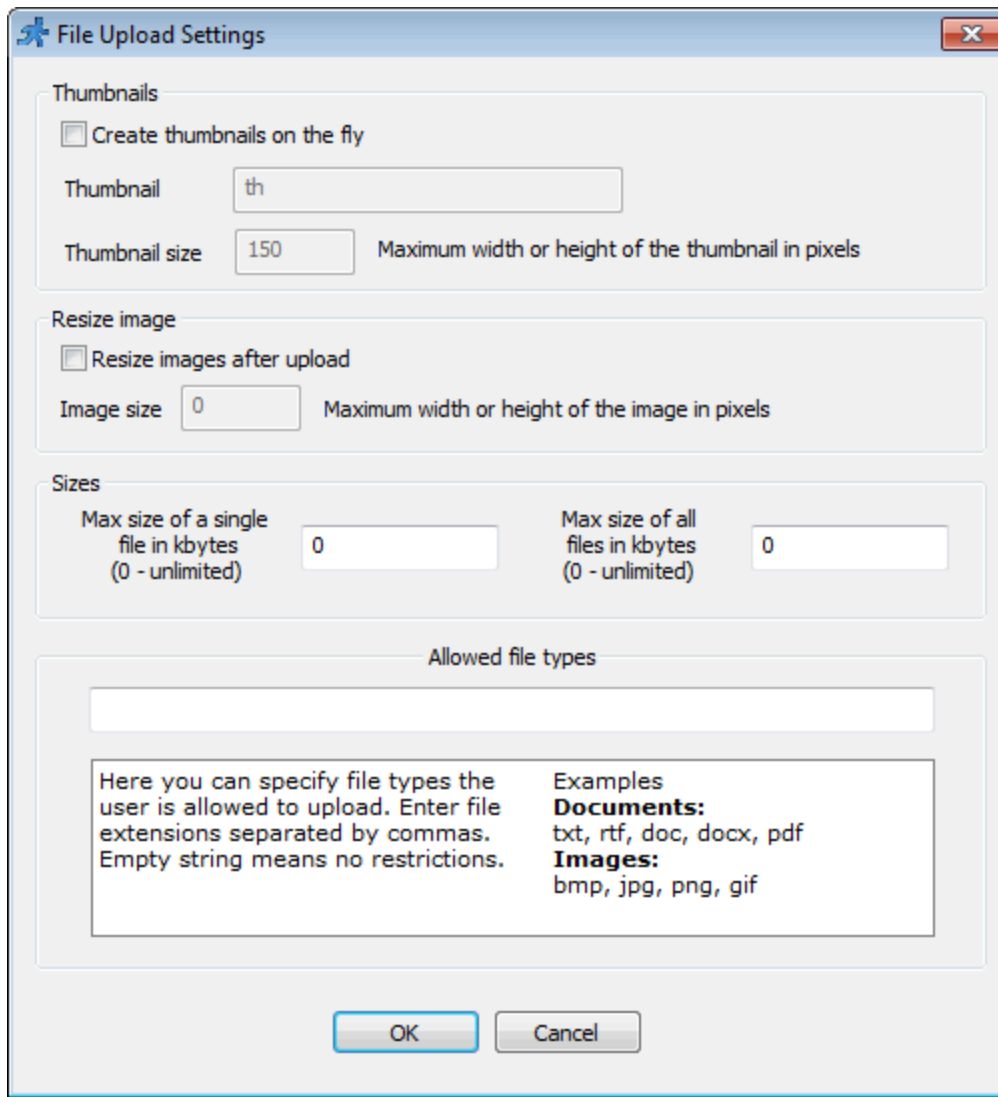 File Upload Settings
Thumbnails
Create thumbnails on the fly
Thumbnail th
Thumbnail size 150 Maximum width or height of the thumbnail in pixels
Resize image
Resize images after upload
Image size 0 Maximum width or height of the image in pixels
Sizes
Max size of a single
file in kbytes
(0 - unlimited)
0
Max size of all
files in kbytes
(0 - unlimited)
0
Allowed file types
Here you can specify file types the
user is allowed to upload. Enter file
extensions separated by commas.
Empty string means no restrictions.
Examples
Documents:
txt, rtf, doc, docx, pdf
Images:
bmp, jpg, png, gif
OK Cancel